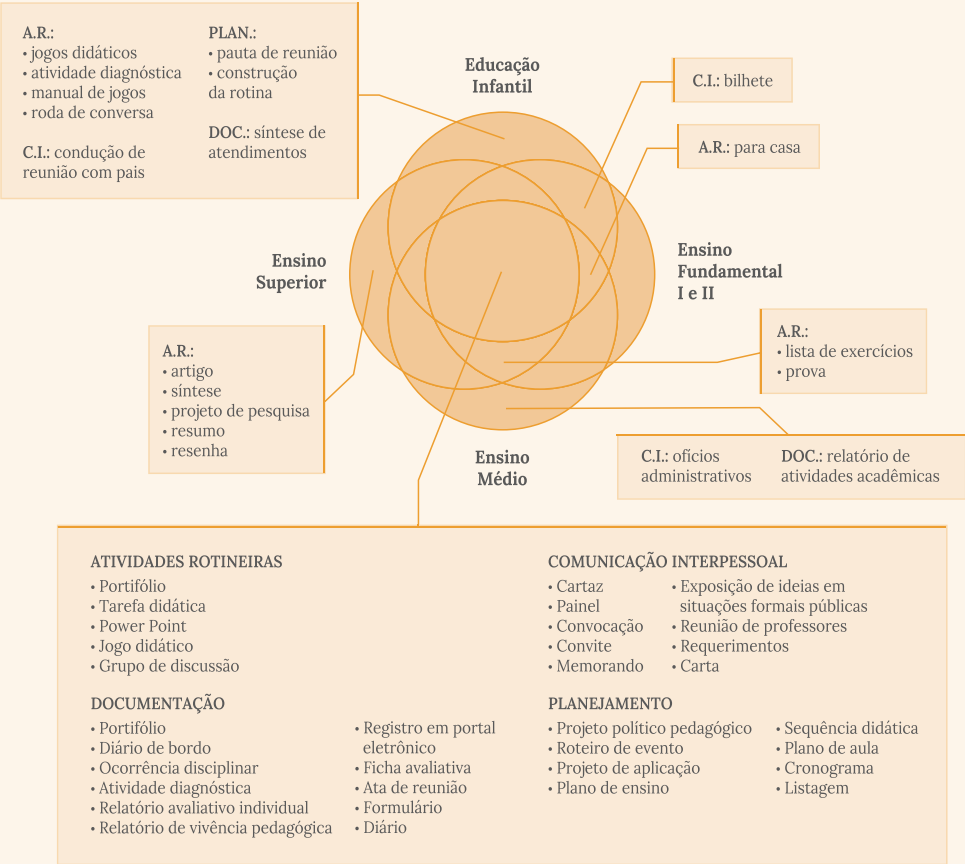 A.R.:
• jogos didáticos
• atividade diagnóstica
• manual de jogos
• roda de conversa
C.I.: condução de
reunião com pais
PLAN.:
• pauta de reunião
• construção
da rotina
DOC.: síntese de
atendimentos
Educação
Infantil
C.I.: bilhete
A.R.: para casa
Ensino
Superior
Ensino
Fundamental
I e II
A.R.:
• lista de exercícios
• prova
A.R.:
• artigo
• síntese
• projeto de pesquisa
• resumo
• resenha
Ensino
Médio
C.I.: ofícios
administrativos
DOC.: relatório de
atividades acadêmicas
ATIVIDADES ROTINEIRAS
• Portifólio
• Tarefa didática
• Power Point
• Jogo didático
• Grupo de discussão
COMUNICAÇÃO INTERPESSOAL
• Cartaz
• Painel
• Convocação
• Convite
• Memorando
• Exposição de ideias em
situações formais públicas
• Reunião de professores
• Requerimentos
• Carta
DOCUMENTAÇÃO
• Portifólio
• Diário de bordo
• Ocorrência disciplinar
• Atividade diagnóstica
• Relatório avaliativo individual
• Relatório de vivência pedagógica
• Registro em portal
eletrônico
• Ficha avaliativa
• Ata de reunião
• Formulário
• Diário
PLANEJAMENTO
• Projeto político pedagógico
• Roteiro de evento
• Projeto de aplicação
• Plano de ensino
• Sequência didática
• Plano de aula
• Cronograma
• Listagem